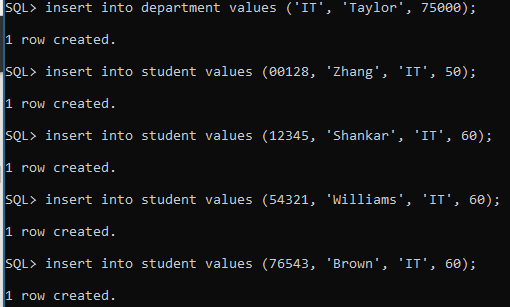 SQL> insert into department values ('IT', 'Taylor', 75000);
1 row created.
SQL> insert into student values (00128, 'Zhang', 'IT', 50);
1 row created.
SQL> insert into student values (12345, 'Shankar', 'IT', 60);
1 row created.
SQL> insert into student values (54321, 'Williams', 'IT', 60);
1 row created.
SQL> insert into student values (76543, 'Brown', 'IT', 60);
1 row created.